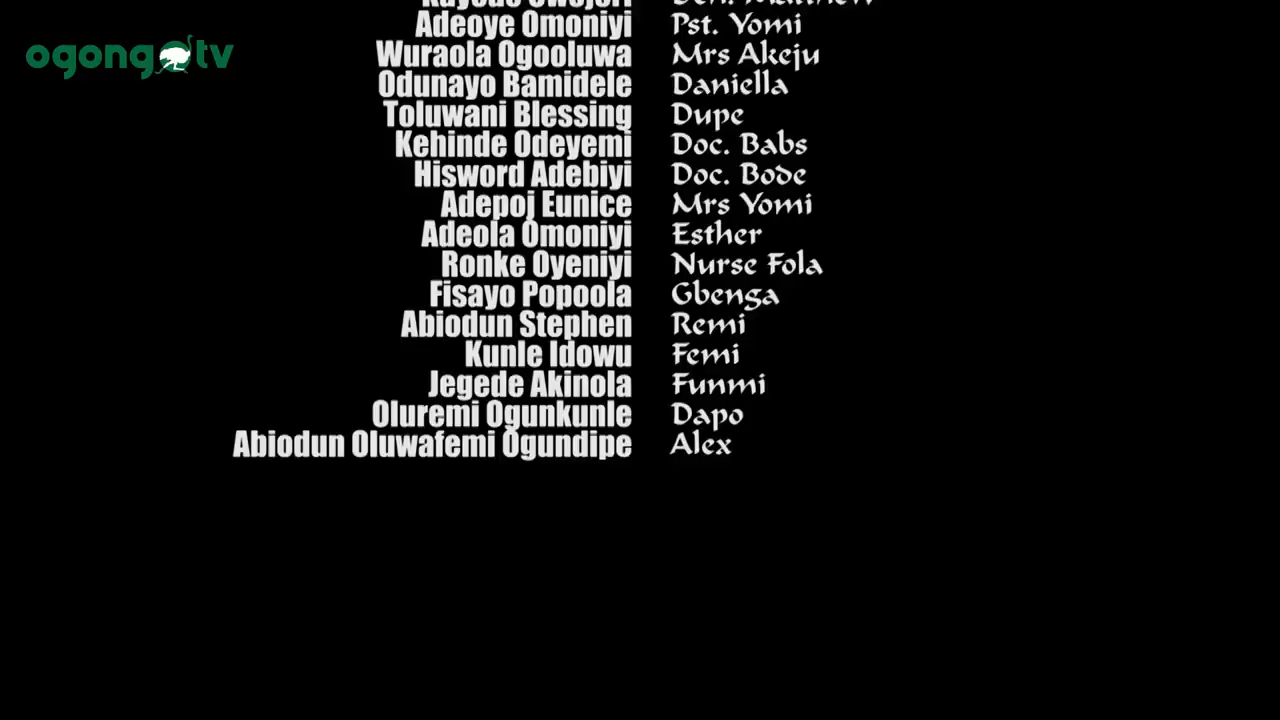 Adeoye Omoniyi Pst. Yomi
ogongotv
Wuraola Ogooluwa Mrs Akeju
Odunayo Bamidele Daniella
Toluwani Blessing Dupe
Kehinde Odeyemi Doc. Babs
Hisword Adebiyi Doc. Bode
Adepoj Eunice Mrs Yomi
Adeola Omoniyi Esther
Ronke Oyeniyi Nurse Fola
Fisayo Popoola Gbenga
Abiodun Stephen Remi
Kunle Idowu Femi
Jegede Akinola Funmi
Oluremi Ogunkunle Dapo
Abiodun Oluwafemi Ogundipe Alex